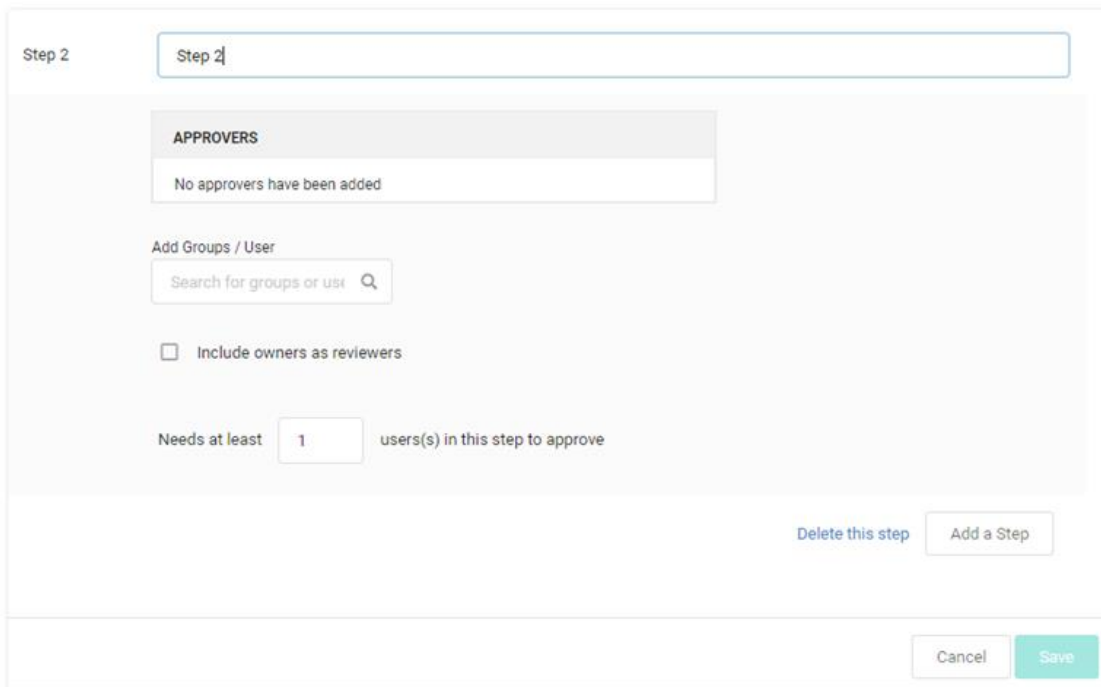 Step 2 Step 2
APPROVERS
No approvers have been added
Add Groups / User
Search for groups or use
Include owners as reviewers
Needs at least 1 users(s) in this step to approve
Delete this step Add a Step
Cancel Save